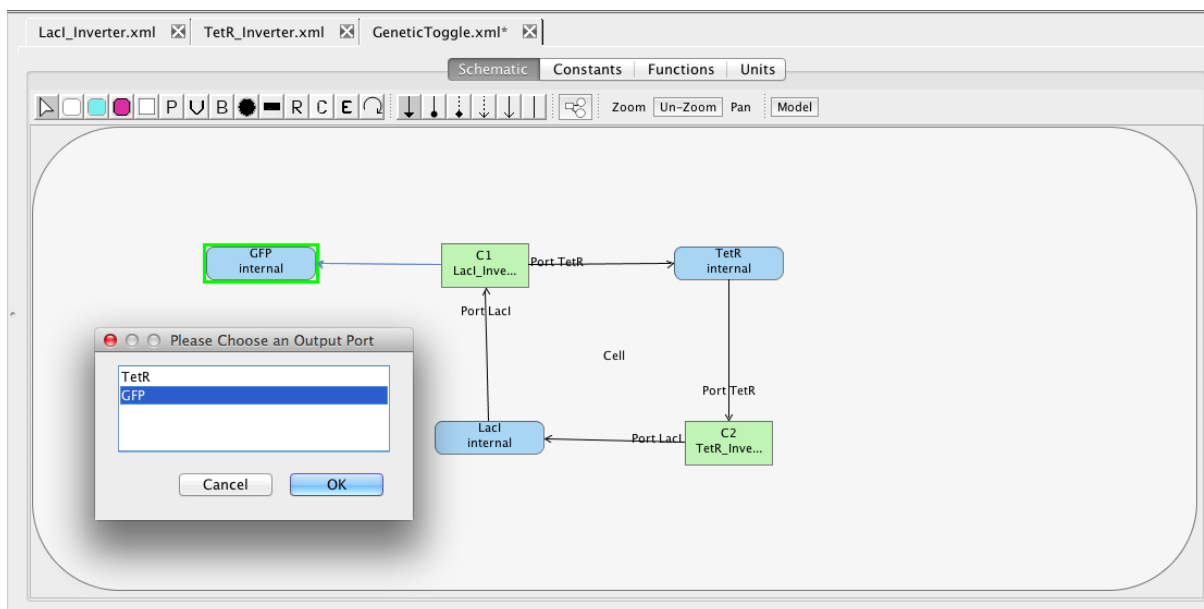 LacI_Inverter.xml TetR_Inverter.xml GeneticToggle.xml*
Schematic Constants Functions Units
P V B R C E Zoom Un-Zoom Pan Model
GFP
internal
C1
LacI_Inve...
Port TetR
TetR
internal
Port LacI
Cell
Port TetR
LacI
internal
Port LacI
C2
TetR_Inve...
Please Choose an Output Port
TetR
GFP
Cancel OK